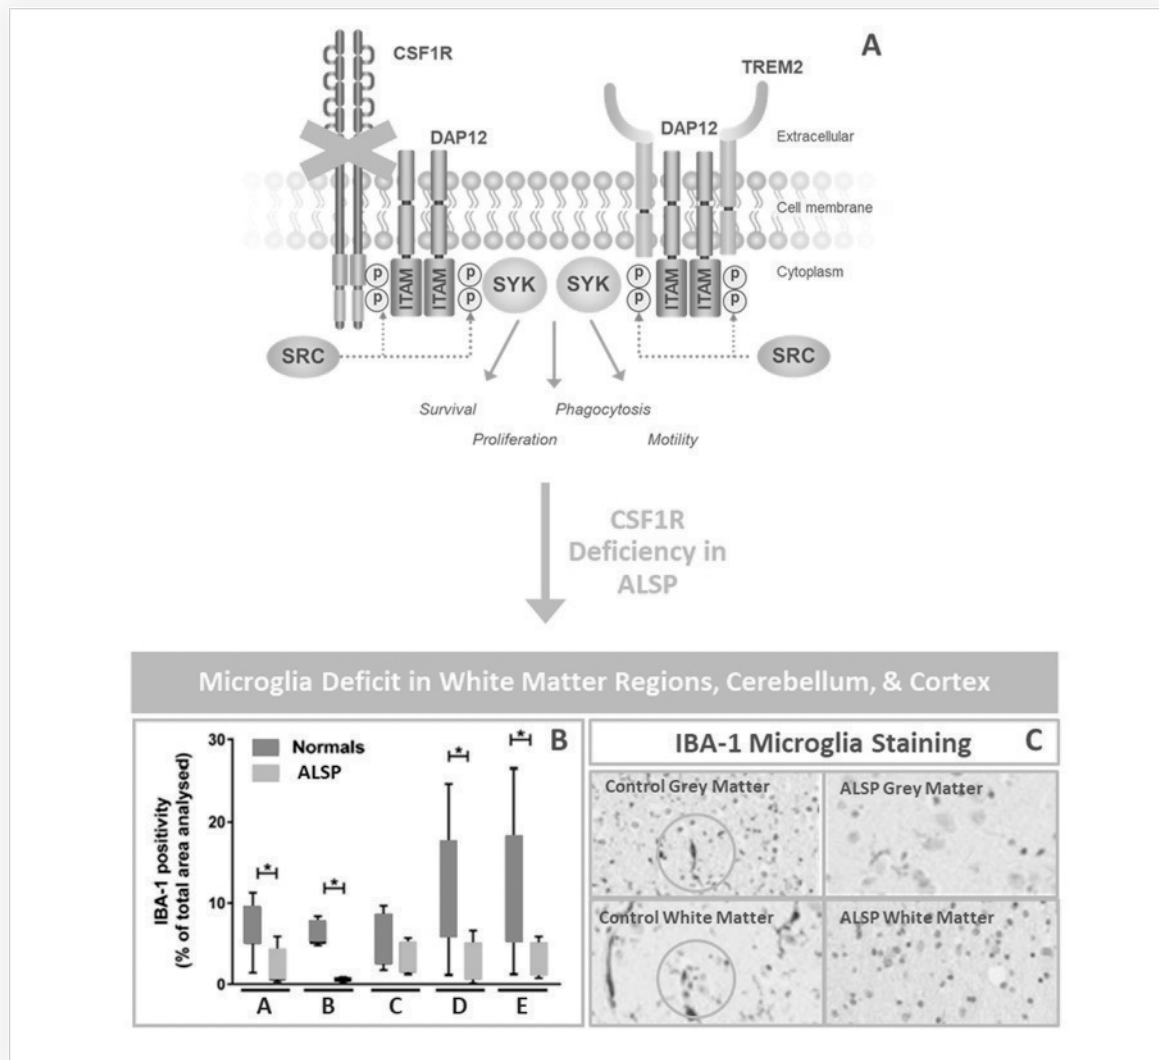 A
CSF1R
TREM2
DAP12
DAP12
Extracellular
Cell membrane
Cytoplasm
P
P
ITAM
ITAM
P
P
SYK
SYK
P
P
ITAM
ITAM
P
P
SRC
SRC
Survival
Phagocytosis
Proliferation
Motility
CSF1R
Deficiency in
ALSP
Microglia Deficit in White Matter Regions, Cerebellum, & Cortex
B
Normals
ALSP
IBA-1 positivity
(% of total area analysed)
30
20
10
0
*
*
*
*
A B C D E
IBA-1 Microglia Staining
C
Control Grey Matter
ALSP Grey Matter
Control White Matter
ALSP White Matter